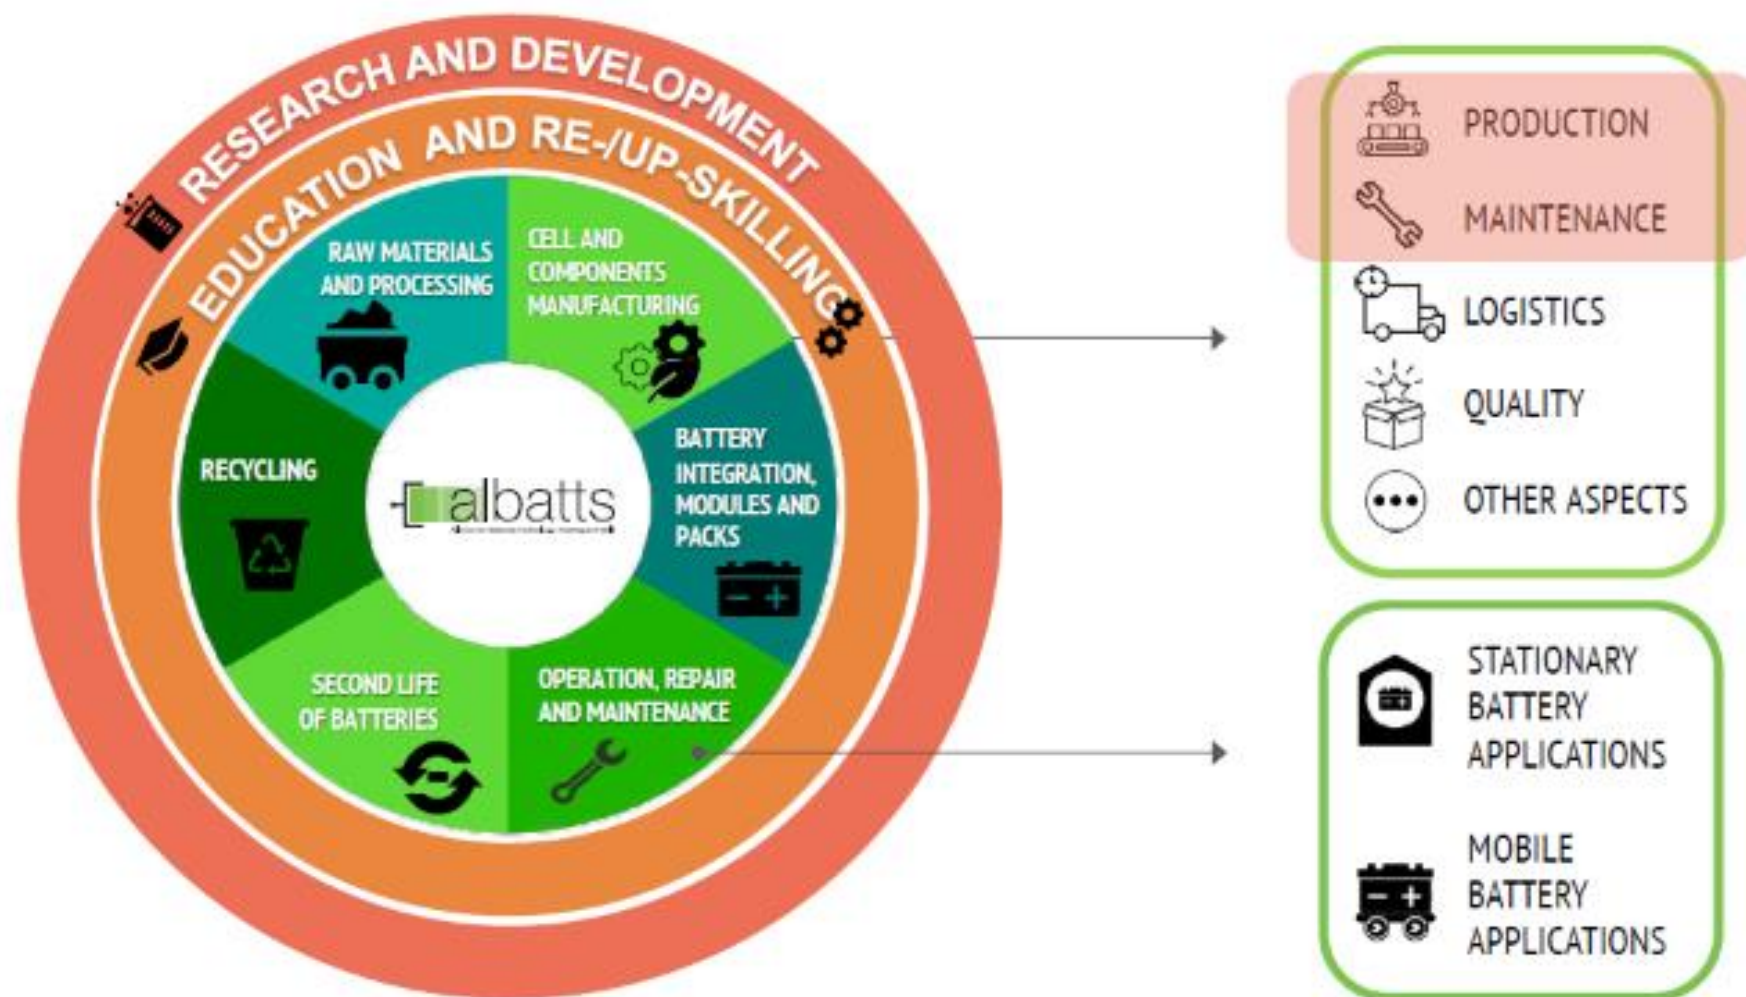 RESEARCH AND DEVELOPMENT
EDUCATION AND RE-/UP-SKILLING
RAW MATERIALS
AND PROCESSING
CELL AND
COMPONENTS
MANUFACTURING
BATTERY
INTEGRATION,
MODULES AND
PACKS
OPERATION, REPAIR
AND MAINTENANCE
SECOND LIFE
OF BATTERIES
RECYCLING
albatts
PRODUCTION
MAINTENANCE
LOGISTICS
QUALITY
OTHER ASPECTS
STATIONARY
BATTERY
APPLICATIONS
MOBILE
BATTERY
APPLICATIONS